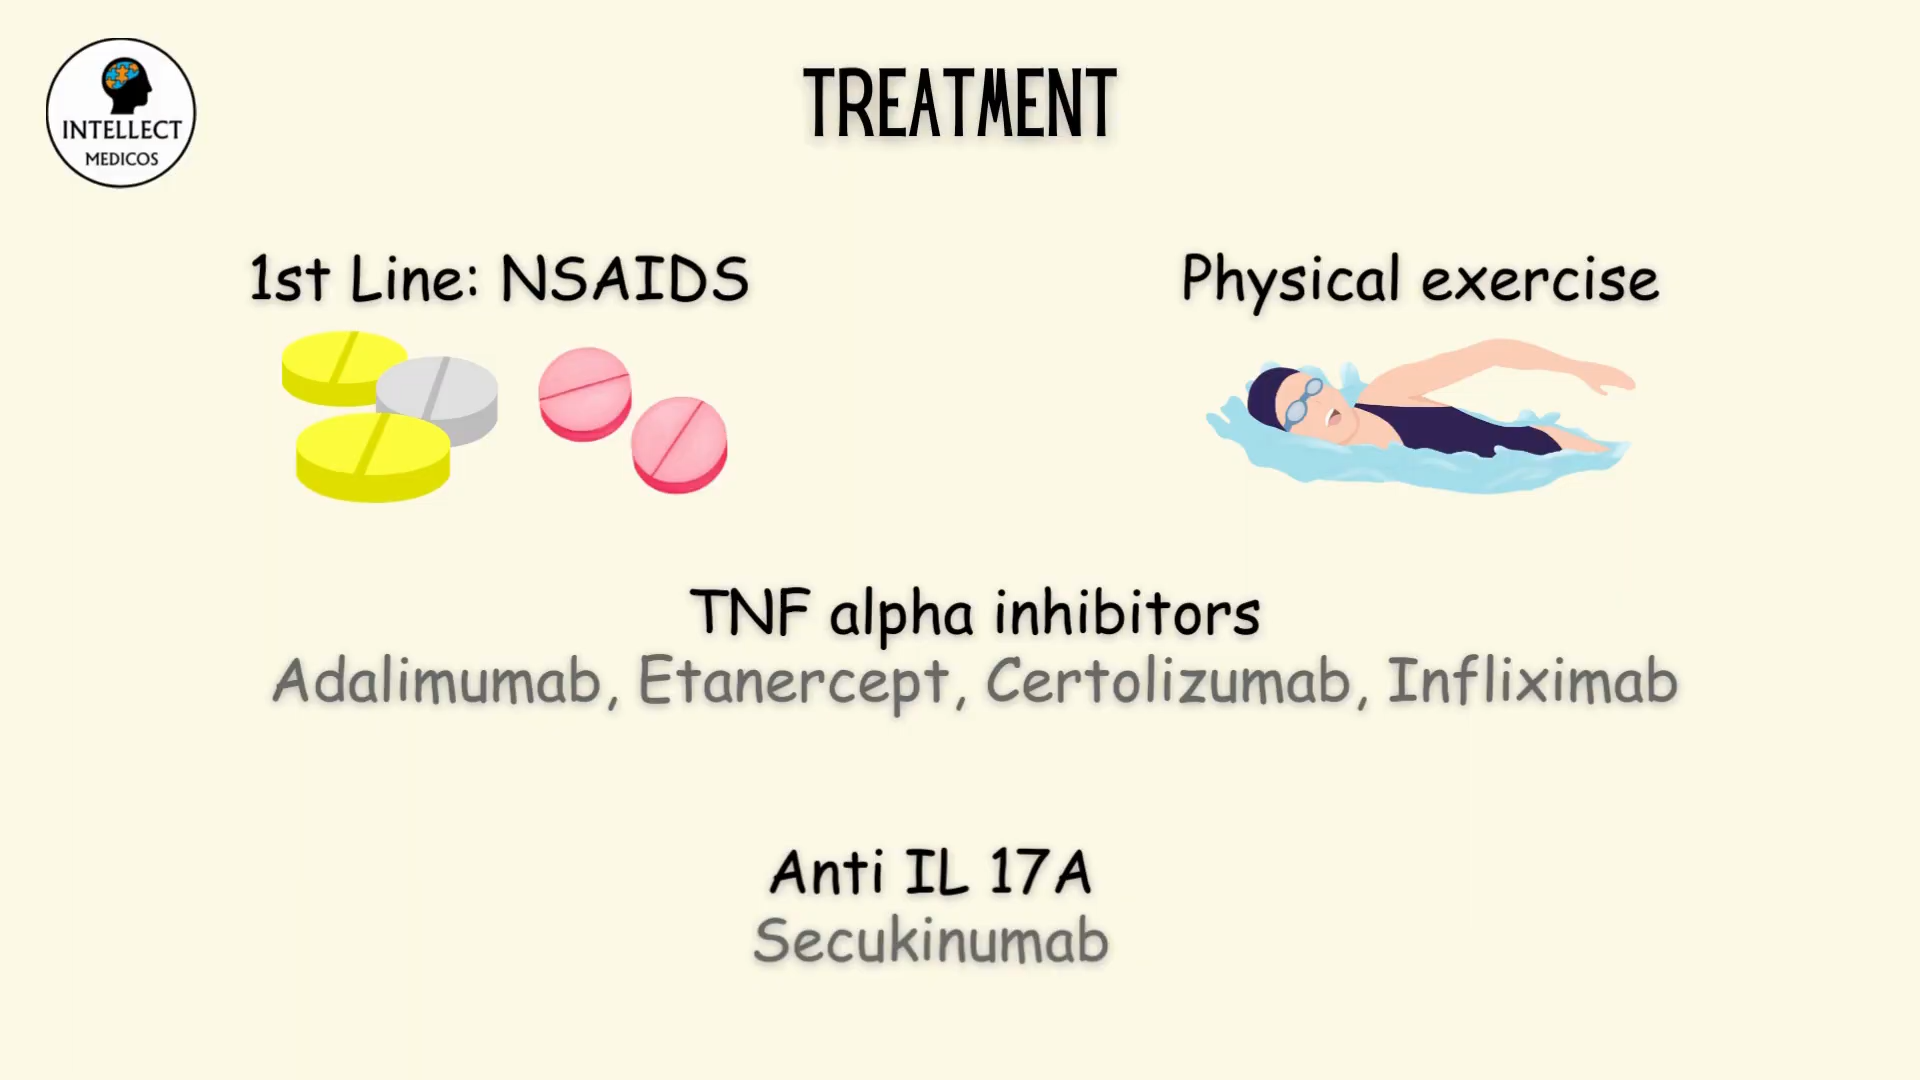 INTELLECT
MEDICOS
TREATMENT
1st Line: NSAIDS
Physical exercise
TNF alpha inhibitors
Adalimumab, Etanercept, Certolizumab, Infliximab
Anti IL 17A
Secukinumab